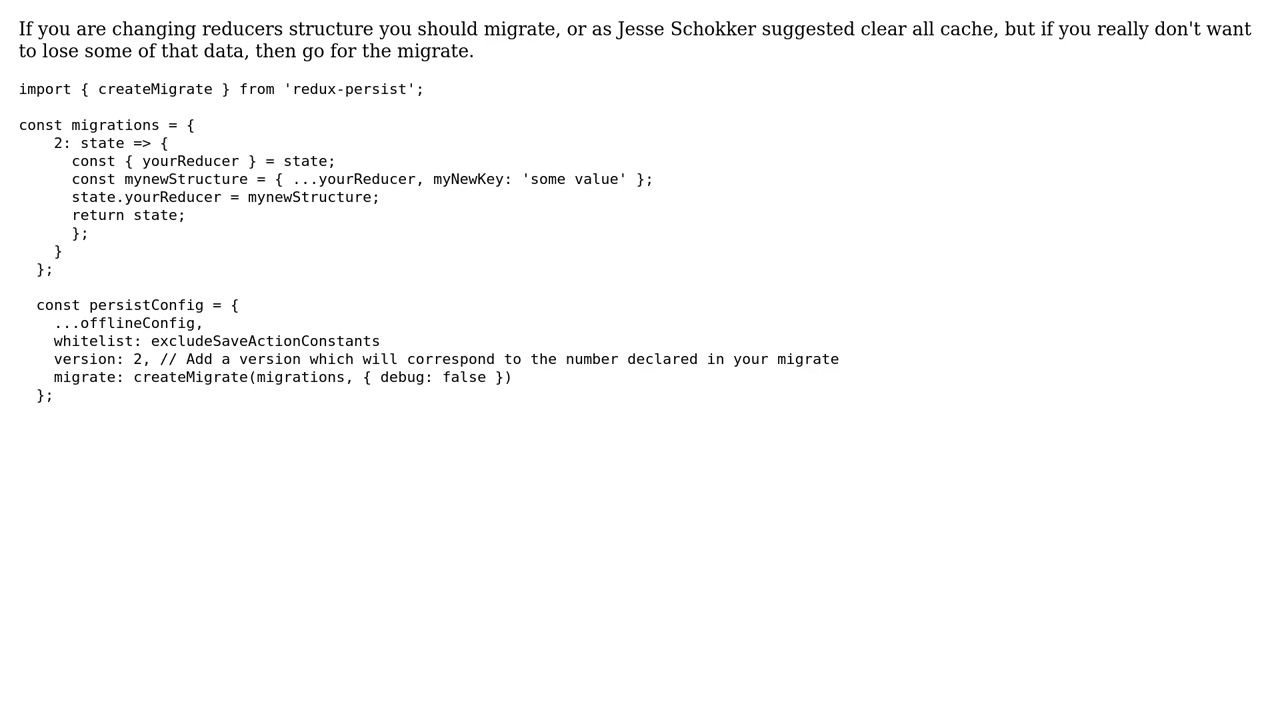 If you are changing reducers structure you should migrate, or as Jesse Schokker suggested clear all cache, but if you really don't want
to lose some of that data, then go for the migrate.
import { createMigrate } from 'redux-persist';
const migrations = {
    2: state => {
      const { yourReducer } = state;
      const mynewStructure = { ...yourReducer, myNewKey: 'some value' };
      state.yourReducer = mynewStructure;
      return state;
      };
    }
  };
  const persistConfig = {
    ...offlineConfig,
    whitelist: excludeSaveActionConstants
    version: 2, // Add a version which will correspond to the number declared in your migrate
    migrate: createMigrate(migrations, { debug: false })
  };